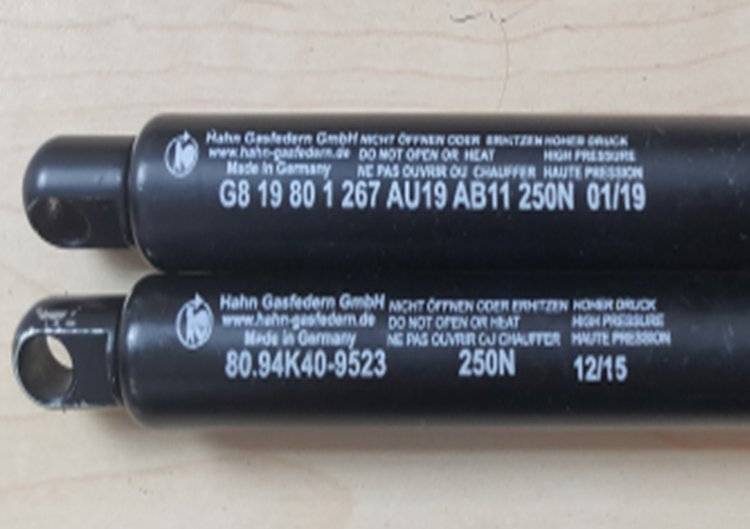 Hahn Gasfedern GmbH NICHT ÖFFNEN ODER ERHITZEN HOHER DRUCK
www.hahn-gasfedern.de DO NOT OPEN OR HEAT HIGH PRESSURE
Made in Germany NE PAS OUVRIR OU CHAUFFER HAUTE PRESSION
G8 19 80 1 267 AU19 AB11 250N 01/19
Hahn Gasfedern GmbH NICHT ÖFFNEN ODER ERHITZEN HOHER DRUCK
www.hahn-gasfedern.de DO NOT OPEN OR HEAT HIGH PRESSURE
Made in Germany NE PAS OUVRIR OU CHAUFFER HAUTE PRESSION
80.94K40-9523 250N 12/15